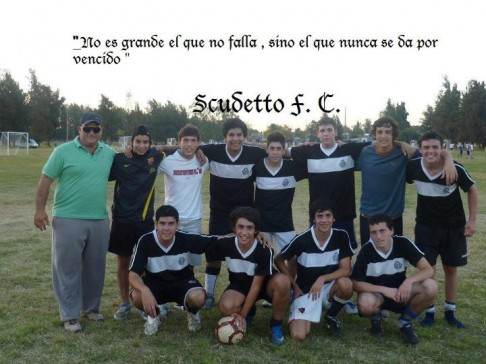 "No es grande el que no falla , sino el que nunca se da por
vencido "
Scudetto F. C.